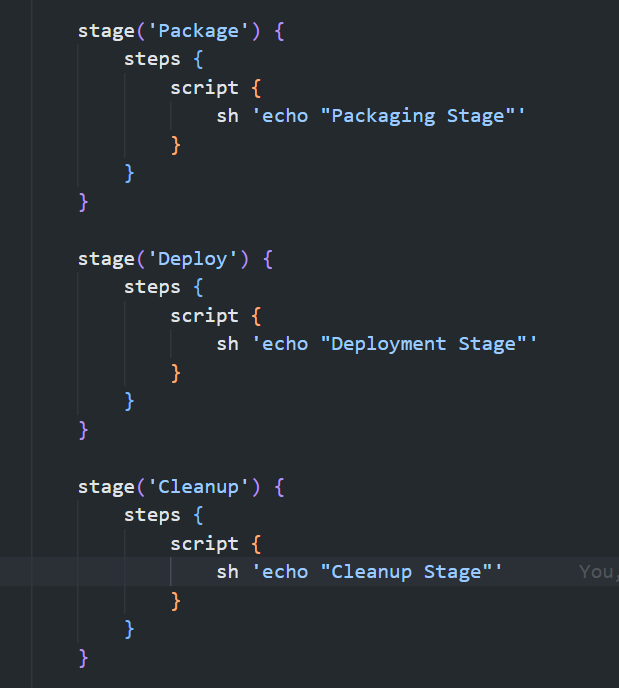 stage('Package') {
steps {
script {
sh 'echo "Packaging Stage"'
}
}
}
stage('Deploy') {
steps {
script {
sh 'echo "Deployment Stage"'
}
}
}
stage('Cleanup') {
steps {
script {
sh 'echo "Cleanup Stage"' You,
}
}
}